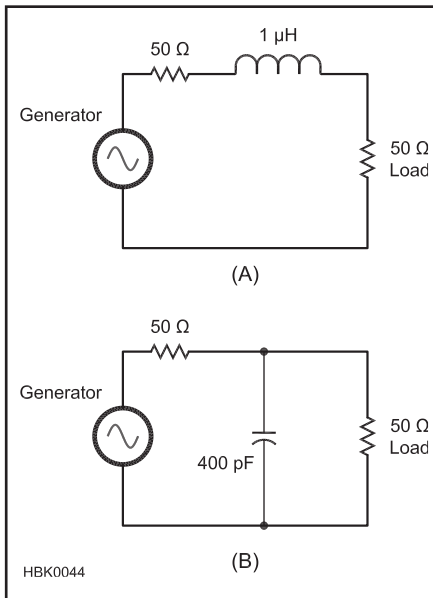 1 µH
50 Ω
Generator
50 Ω
Load
(A)
50 Ω
Generator
50 Ω
Load
400 pF
(B)
HBK0044